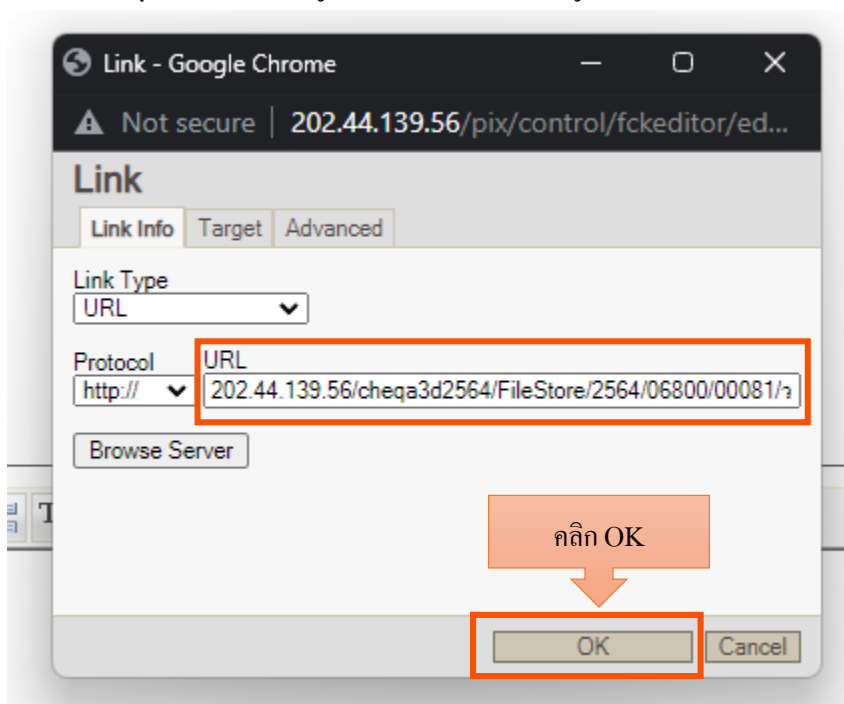 Link - Google Chrome
Not secure | 202.44.139.56/pix/control/fckeditor/ed...
Link
Link Info Target Advanced
Link Type
URL
Protocol URL
http:// 202.44.139.56/cheqa3d2564/FileStore/2564/06800/00081/ว
Browse Server
T
คลิก OK
OK Cancel